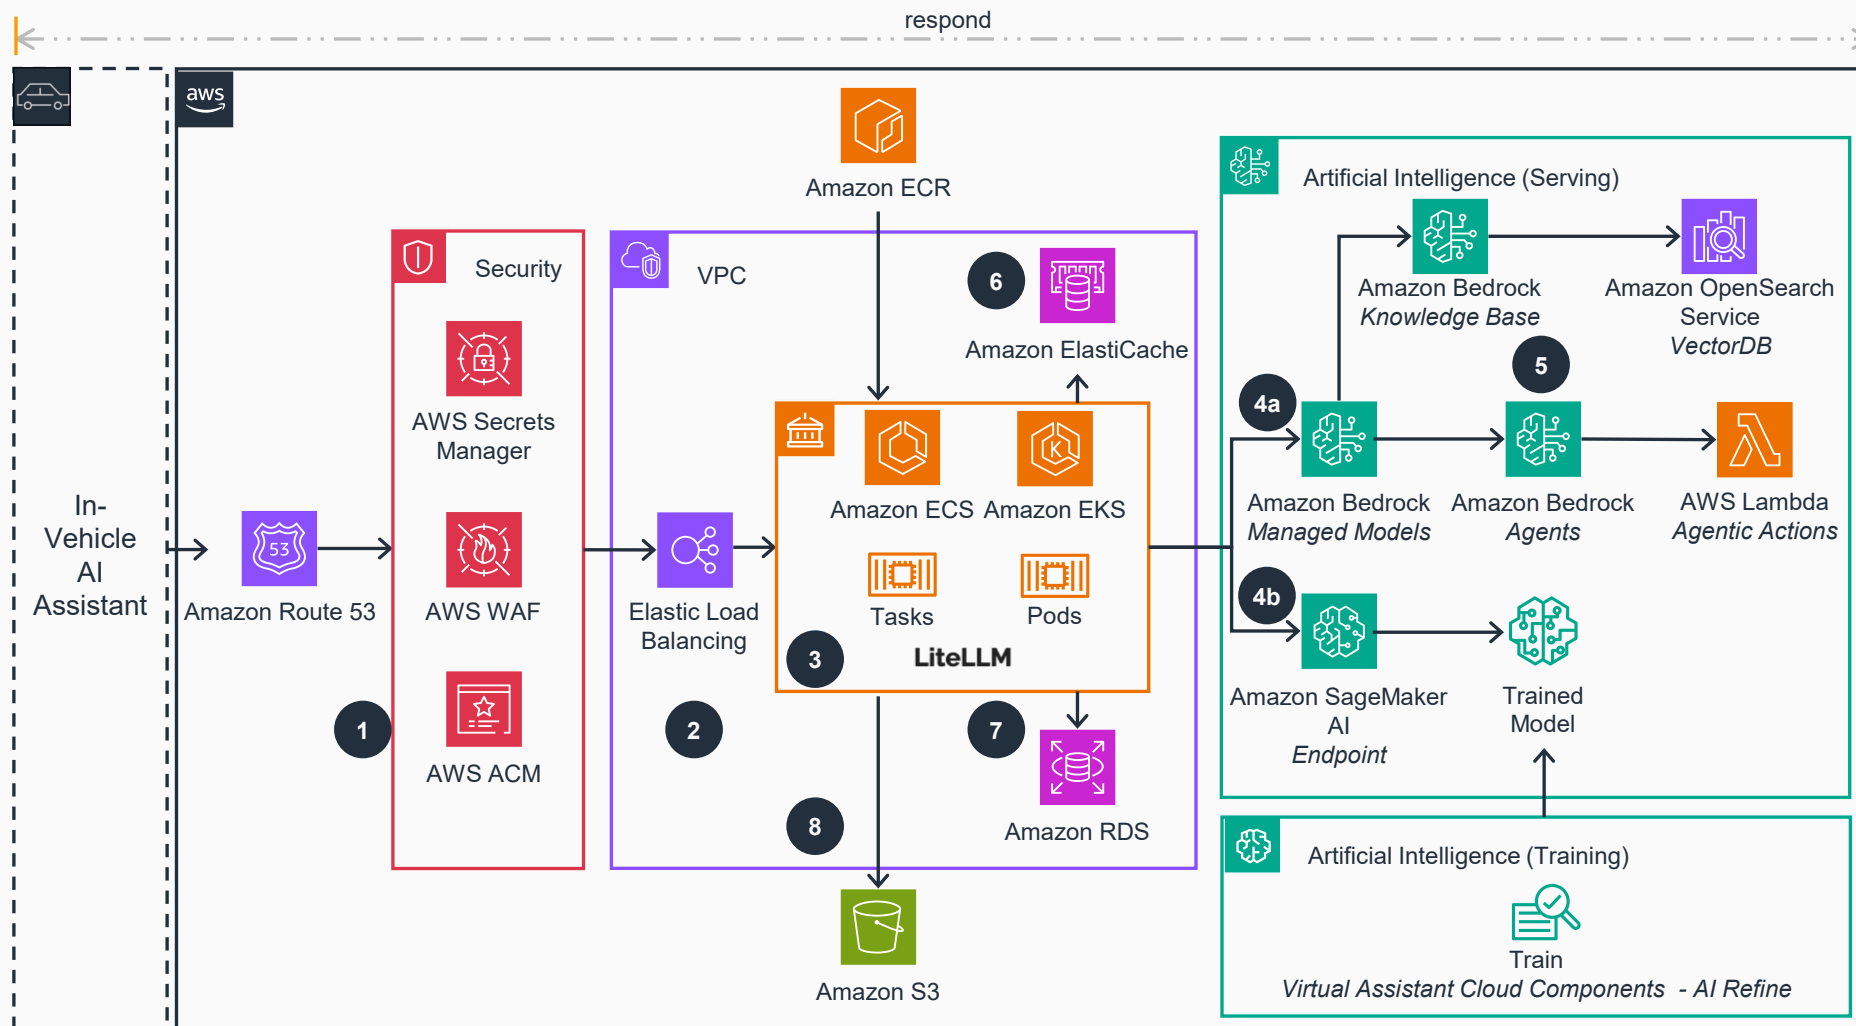 respond
aws
Amazon ECR
Artificial Intelligence (Serving)
Security
VPC
6
Amazon ElastiCache
Amazon Bedrock
Knowledge Base
Amazon OpenSearch
Service
VectorDB
5
4a
AWS Secrets
Manager
Amazon ECS
K
Amazon EKS
Amazon Bedrock
Managed Models
Amazon Bedrock
Agents
AWS Lambda
Agentic Actions
In-
Vehicle
AI
Assistant
53
Amazon Route 53
AWS WAF
Elastic Load
Balancing
Tasks
Pods
3
LiteLLM
4b
Amazon SageMaker
AI
Endpoint
Trained
Model
1
AWS ACM
2
7
Amazon RDS
8
Amazon S3
Artificial Intelligence (Training)
Train
Virtual Assistant Cloud Components - AI Refine